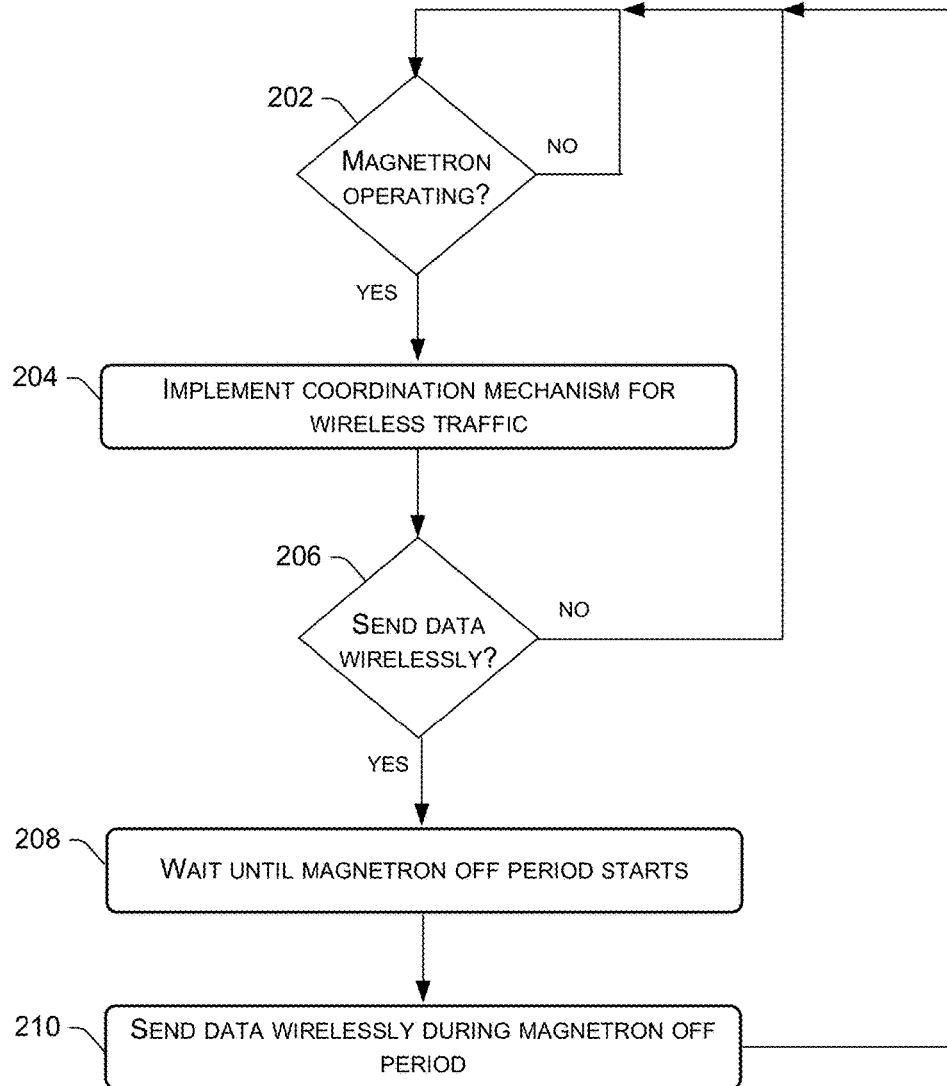 202
MAGNETRON
OPERATING?
NO
YES
204
IMPLEMENT COORDINATION MECHANISM FOR
WIRELESS TRAFFIC
206
SEND DATA
WIRELESSLY?
NO
YES
208
WAIT UNTIL MAGNETRON OFF PERIOD STARTS
210
SEND DATA WIRELESSLY DURING MAGNETRON OFF
PERIOD